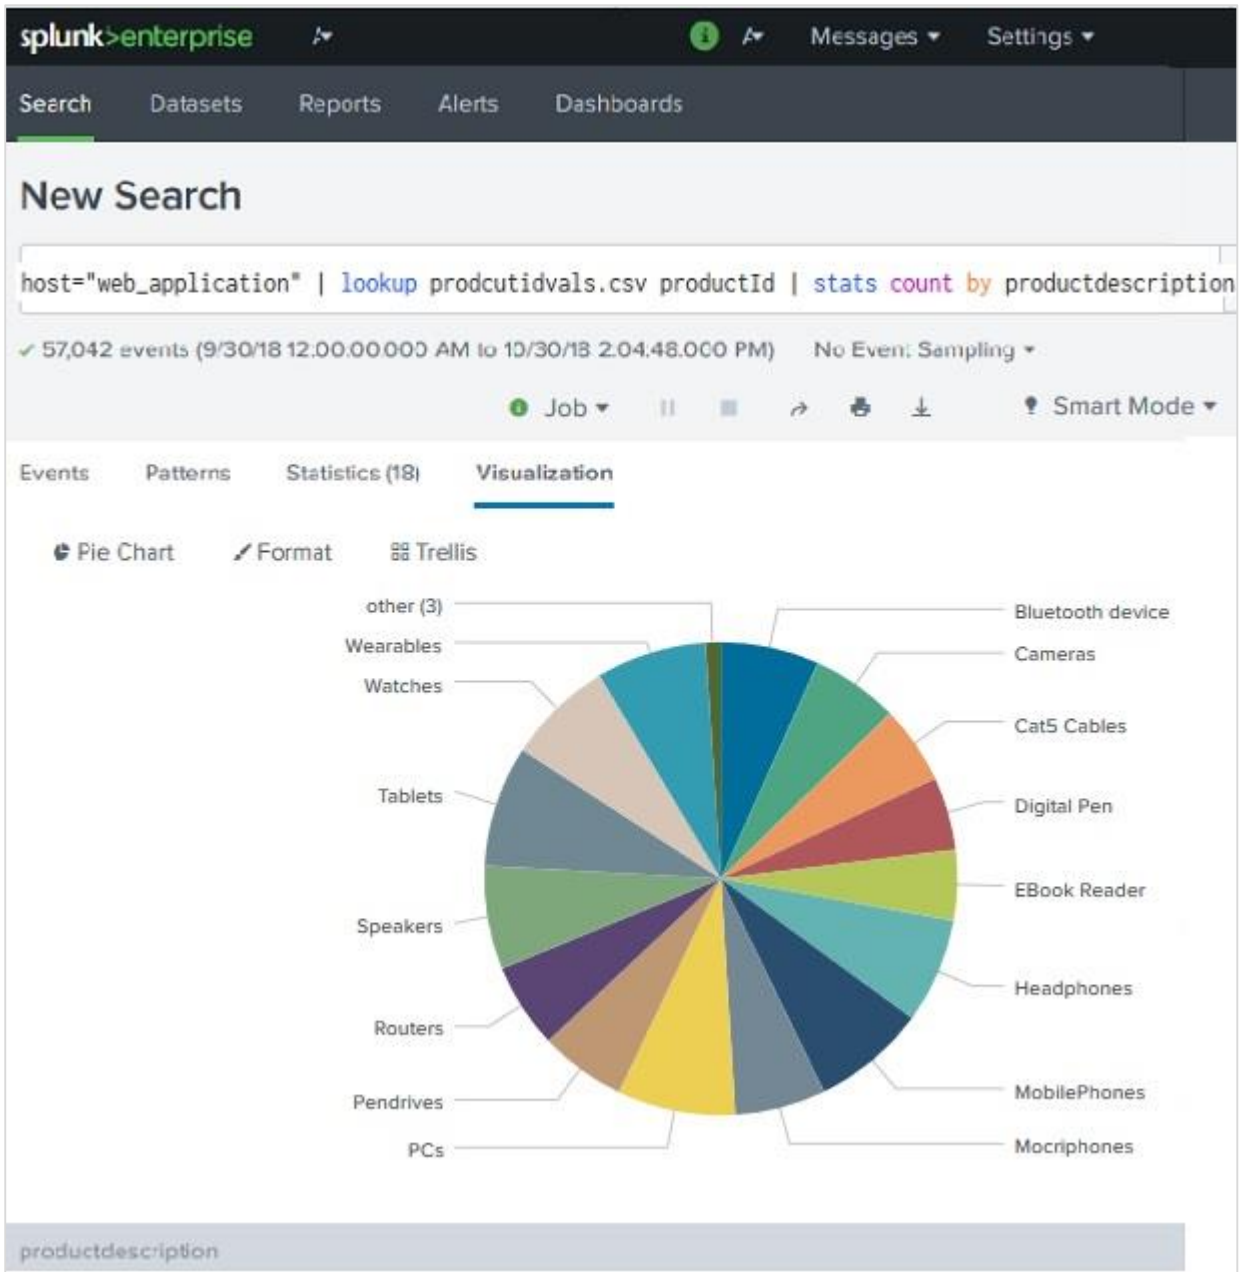 splunk>enterprise
Messages
Settings
Search Datasets Reports Alerts Dashboards
New Search
host="web_application" | lookup prodcutidvals.csv productId | stats count by productdescription
57,042 events (9/30/18 12:00:00.000 AM to 10/30/18 2:04:48.000 PM)
No Event Sampling
Job
Smart Mode
Events Patterns Statistics (18) Visualization
Pie Chart Format Trellis
other (3)
Wearables
Watches
Tablets
Speakers
Routers
Pendrives
PCs
Bluetooth device
Cameras
Cat5 Cables
Digital Pen
EBook Reader
Headphones
MobilePhones
Mocriphones
productdescription